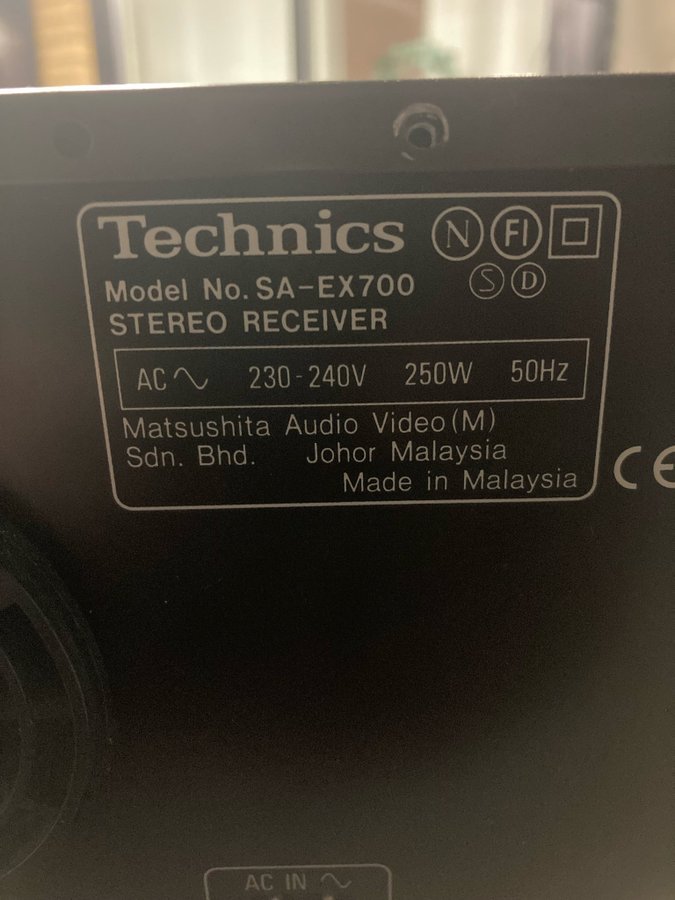 Technics N FI
Model No. SA-EX700 S D
STEREO RECEIVER
AC 230-240V 250W 50Hz
Matsushita Audio Video (M)
Sdn. Bhd. Johor Malaysia
Made in Malaysia
CE
AC IN